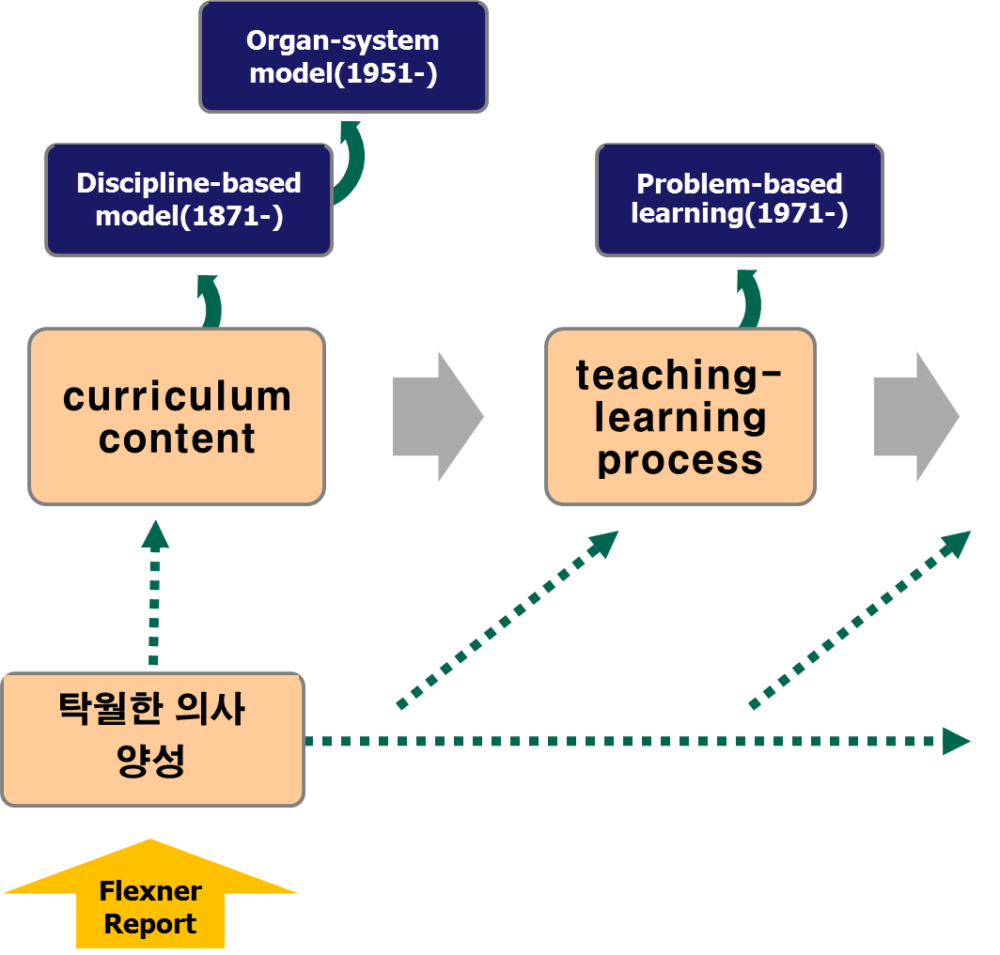 Organ-system
model(1951-)
Discipline-based
model(1871-)
Problem-based
learning(1971-)
curriculum
content
teaching-
learning
process
탁월한 의사
양성
Flexner
Report